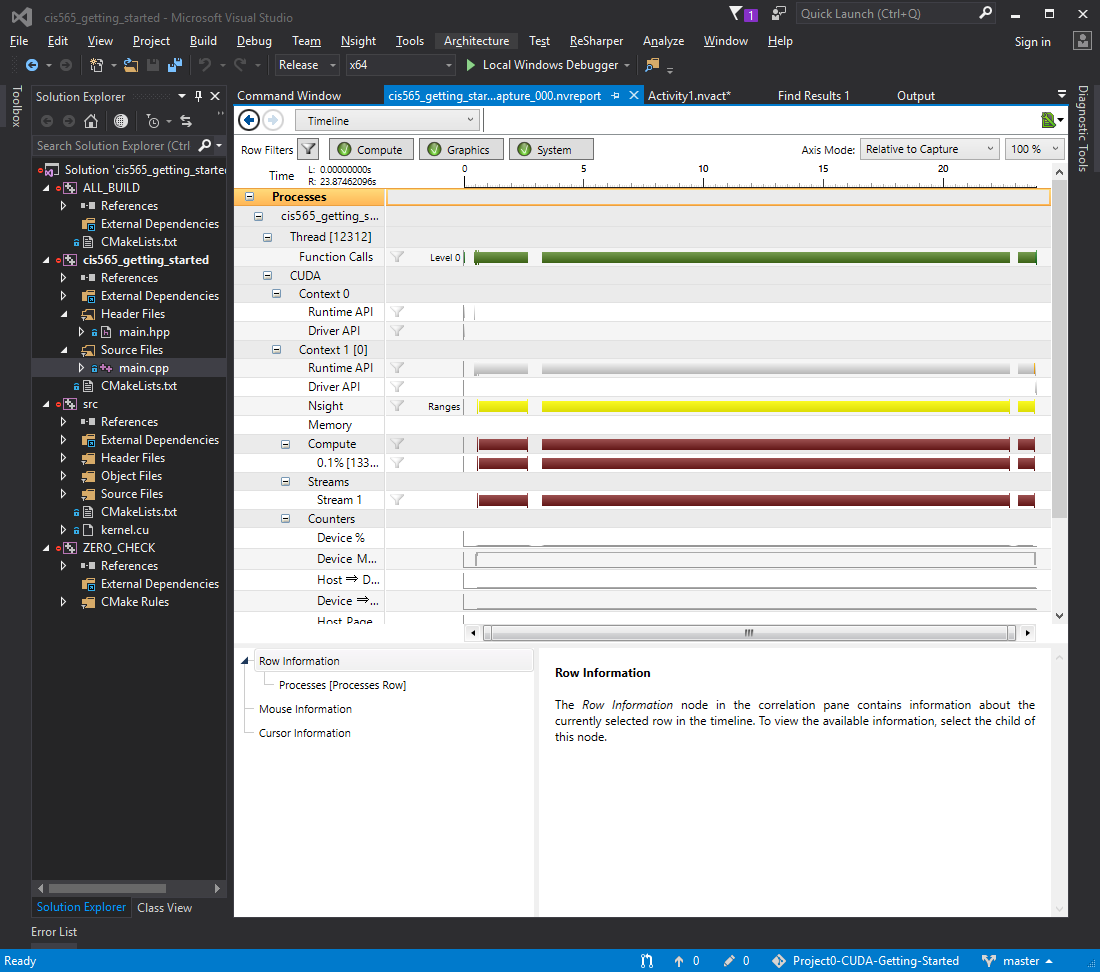 cis565_getting_started - Microsoft Visual Studio
1
Quick Launch (Ctrl+Q)
File Edit View Project Build Debug Team Nsight Tools Architecture Test ReSharper Analyze Window Help
Sign in
Release x64 Local Windows Debugger
Toolbox
Solution Explorer
Search Solution Explorer (Ctrl
Solution 'cis565_getting_starte
ALL_BUILD
References
External Dependencies
CMakeLists.txt
cis565_getting_started
References
External Dependencies
Header Files
main.hpp
Source Files
main.cpp
CMakeLists.txt
src
References
External Dependencies
Header Files
Object Files
Source Files
CMakeLists.txt
kernel.cu
ZERO_CHECK
References
External Dependencies
CMake Rules
Solution Explorer Class View
Command Window cis565_getting_star...apture_000.nvreport Activity1.nvact* Find Results 1 Output
Timeline
Row Filters Compute Graphics System Axis Mode: Relative to Capture 100 %
Time L: 0.00000000s
R: 23.87462096s
0 5 10 15 20
Processes
cis565_getting_s...
Thread [12312]
Function Calls Level 0
CUDA
Context 0
Runtime API
Driver API
Context 1 [0]
Runtime API
Driver API
Nsight Ranges
Memory
Compute
0.1% [133...
Streams
Stream 1
Counters
Device %
Device M...
Host ⇒ D...
Device ⇒...
Host Page
Row Information
Processes [Processes Row]
Mouse Information
Cursor Information
Row Information
The Row Information node in the correlation pane contains information about the
currently selected row in the timeline. To view the available information, select the child of
this node.
Diagnostic Tools
Error List
Ready 0 0 Project0-CUDA-Getting-Started master